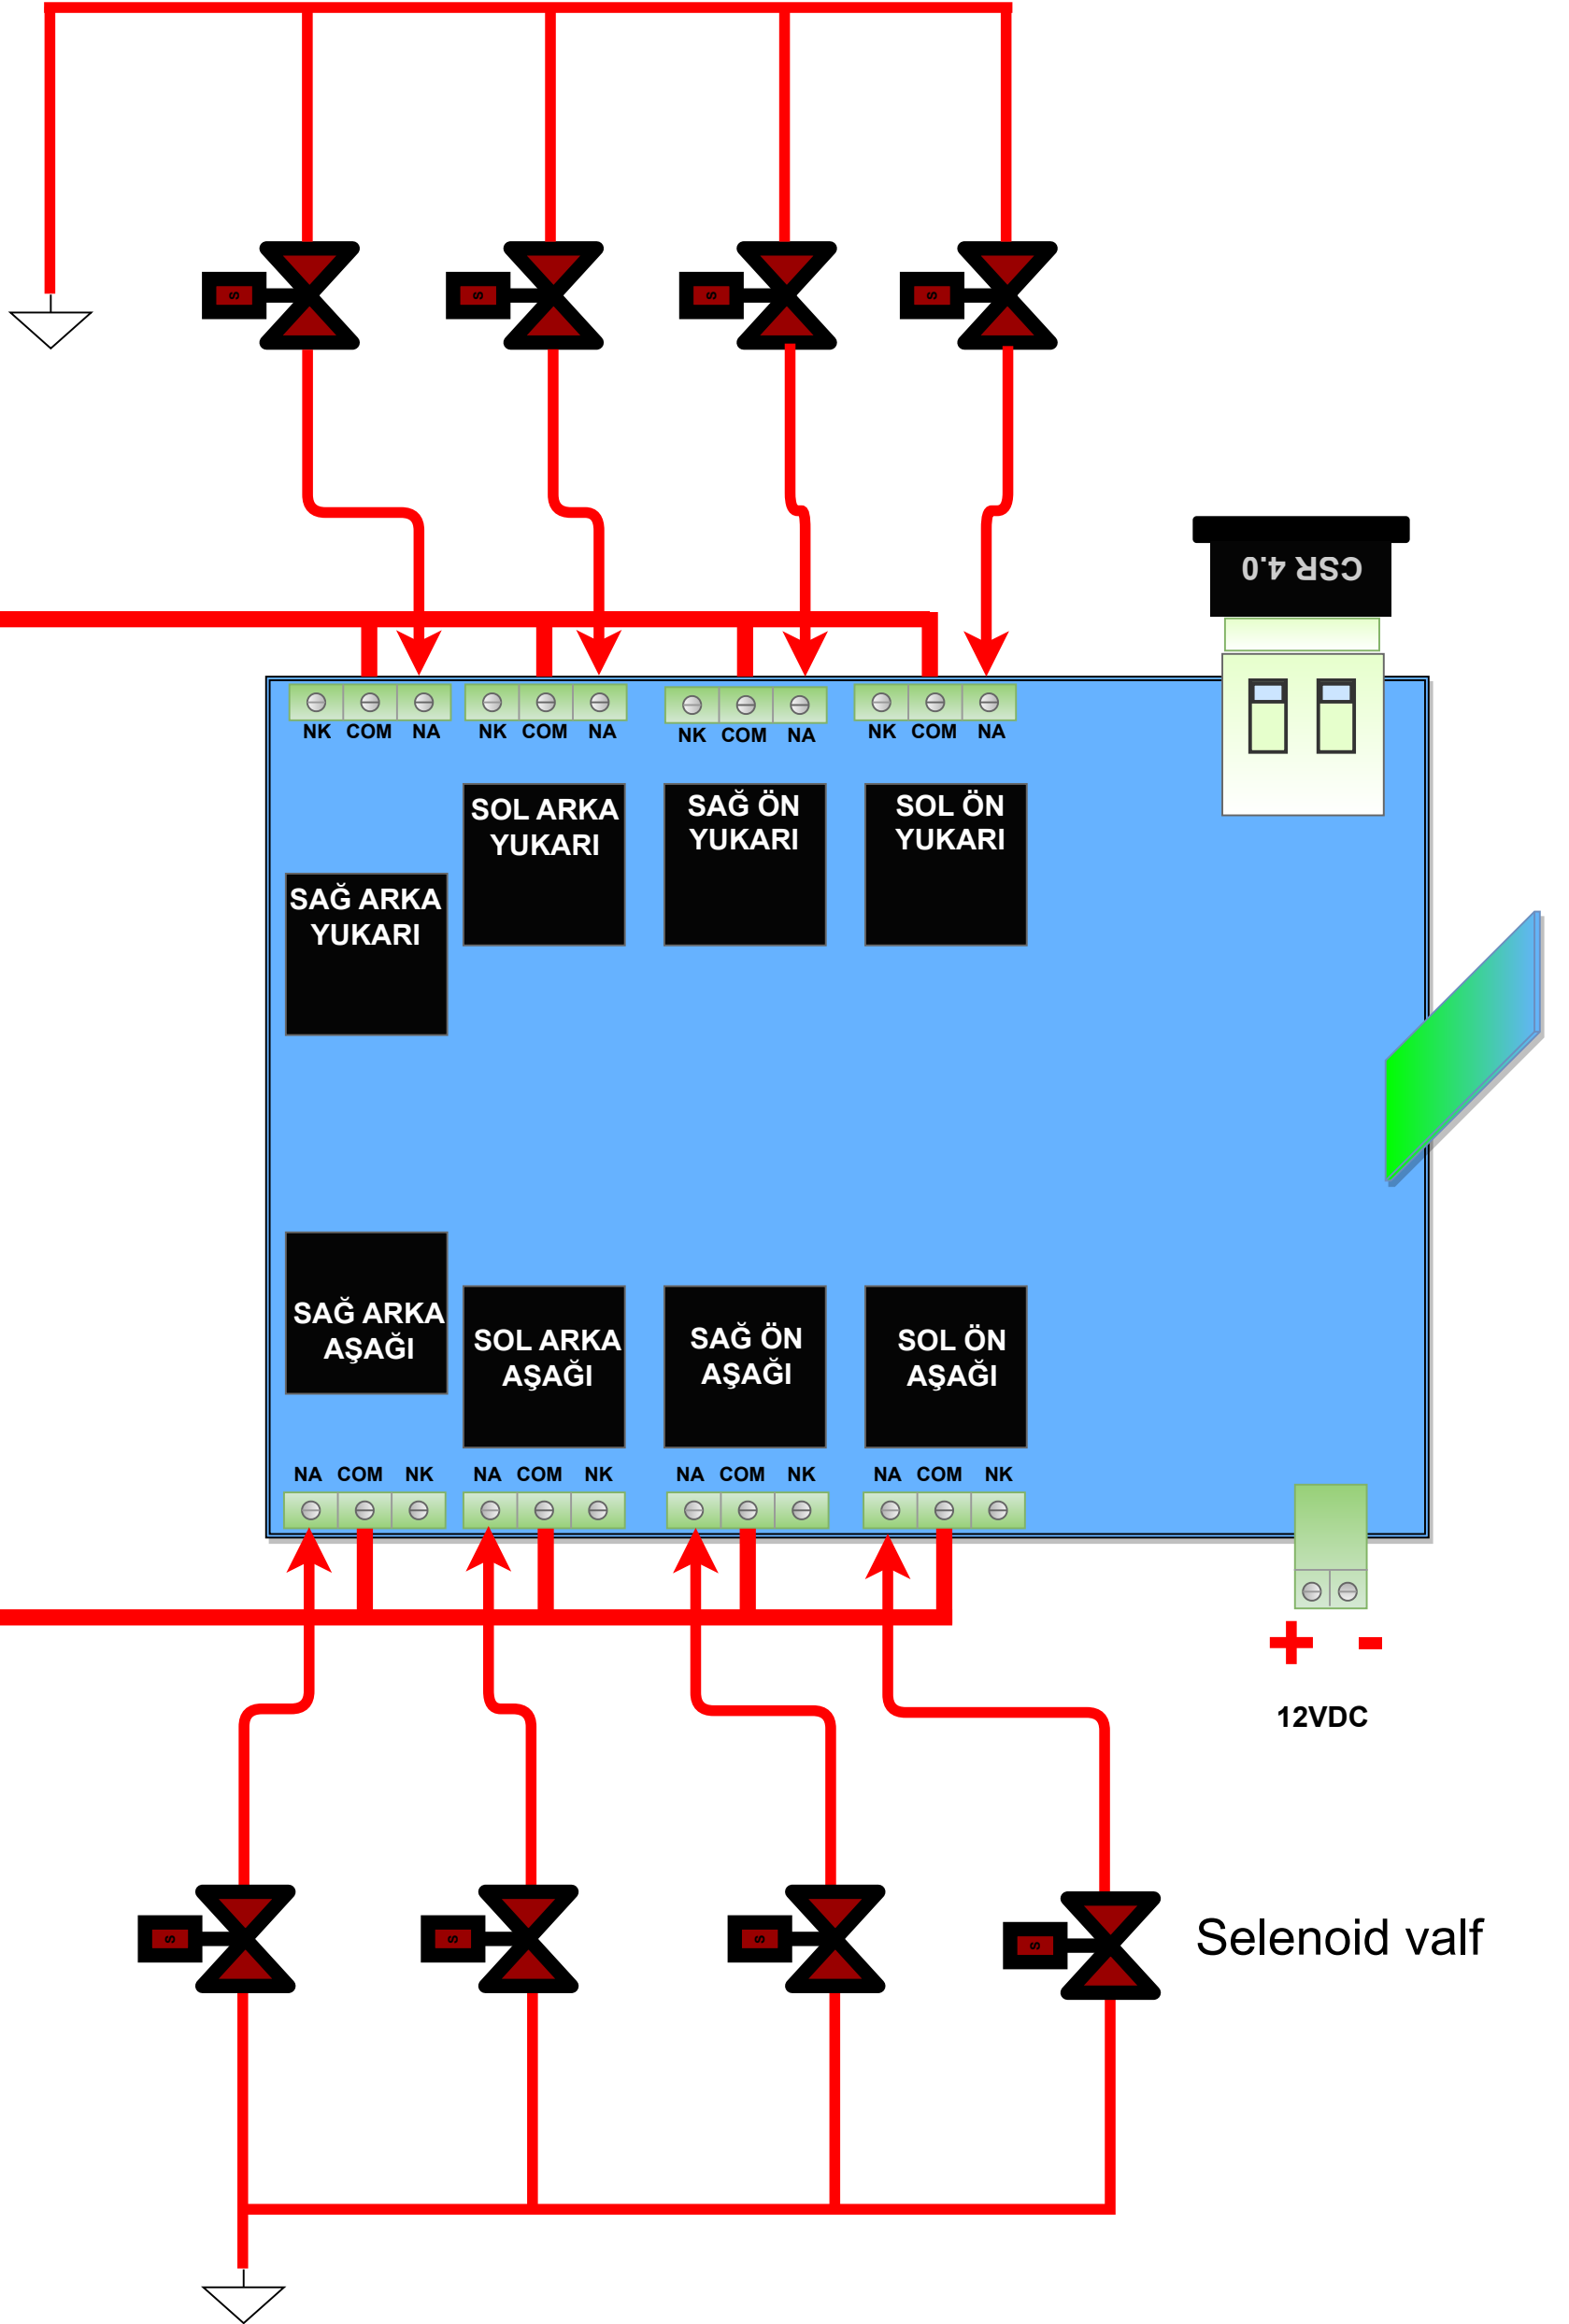 S
S
S
S
CSR 4.0
NK COM NA
NK COM NA
NK COM NA
NK COM NA
SAĞ ARKA
YUKARI
SOL ARKA
YUKARI
SAĞ ÖN
YUKARI
SOL ÖN
YUKARI
SAĞ ARKA
AŞAĞI
SOL ARKA
AŞAĞI
SAĞ ÖN
AŞAĞI
SOL ÖN
AŞAĞI
NA COM NK
NA COM NK
NA COM NK
NA COM NK
+ -
12VDC
S
S
S
S
Selenoid valf